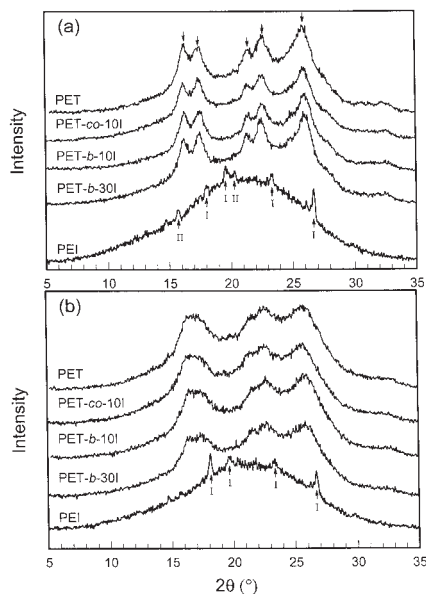 (a)
Intensity
PET
PET-co-10I
PET-b-10I
PET-b-30I
PEI
II
I
I
II
I
I
5 10 15 20 25 30 35
(b)
Intensity
PET
PET-co-10I
PET-b-10I
PET-b-30I
PEI
I
I
I
I
5 10 15 20 25 30 35
2θ (°)